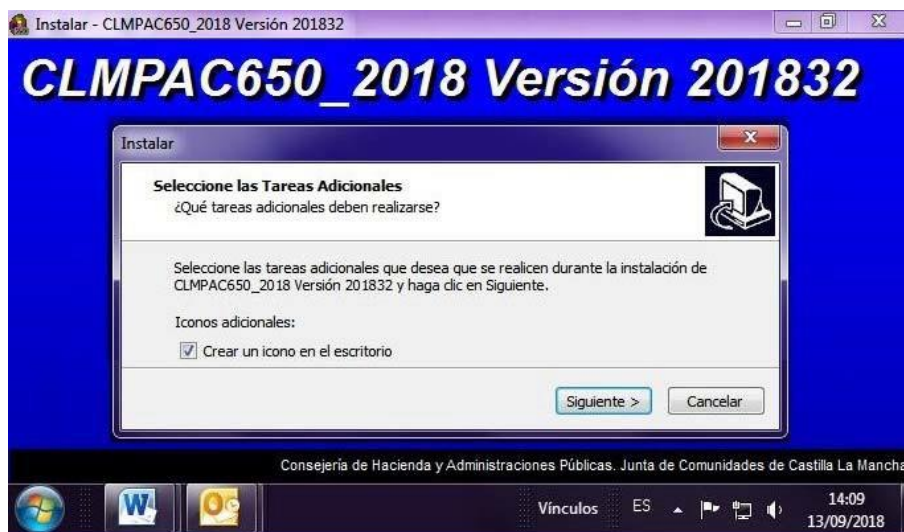 Instalar - CLMPAC650_2018 Versión 201832
CLMPAC650_2018 Versión 201832
Instalar
Seleccione las Tareas Adicionales
¿Qué tareas adicionales deben realizarse?
Seleccione las tareas adicionales que desea que se realicen durante la instalación de
CLMPAC650_2018 Versión 201832 y haga clic en Siguiente.
Iconos adicionales:
Crear un icono en el escritorio
Siguiente >
Cancelar
Consejería de Hacienda y Administraciones Públicas. Junta de Comunidades de Castilla La Mancha
Vínculos
ES
14:09
13/09/2018